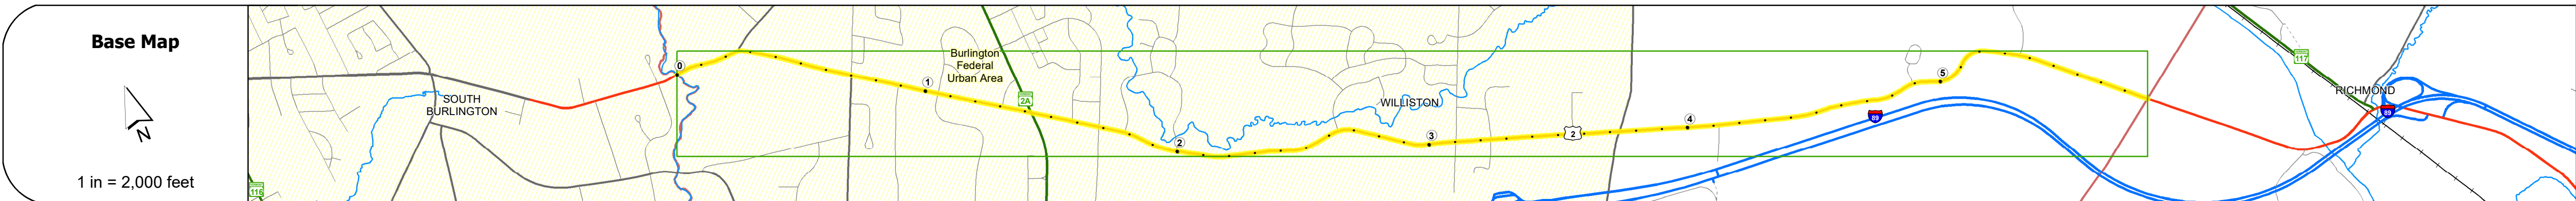 Base Map
N
1 in = 2,000 feet
116
SOUTH
BURLINGTON
0
1
Burlington
Federal
Urban Area
2A
2
WILLISTON
3
2
4
89
5
117
RICHMOND
89